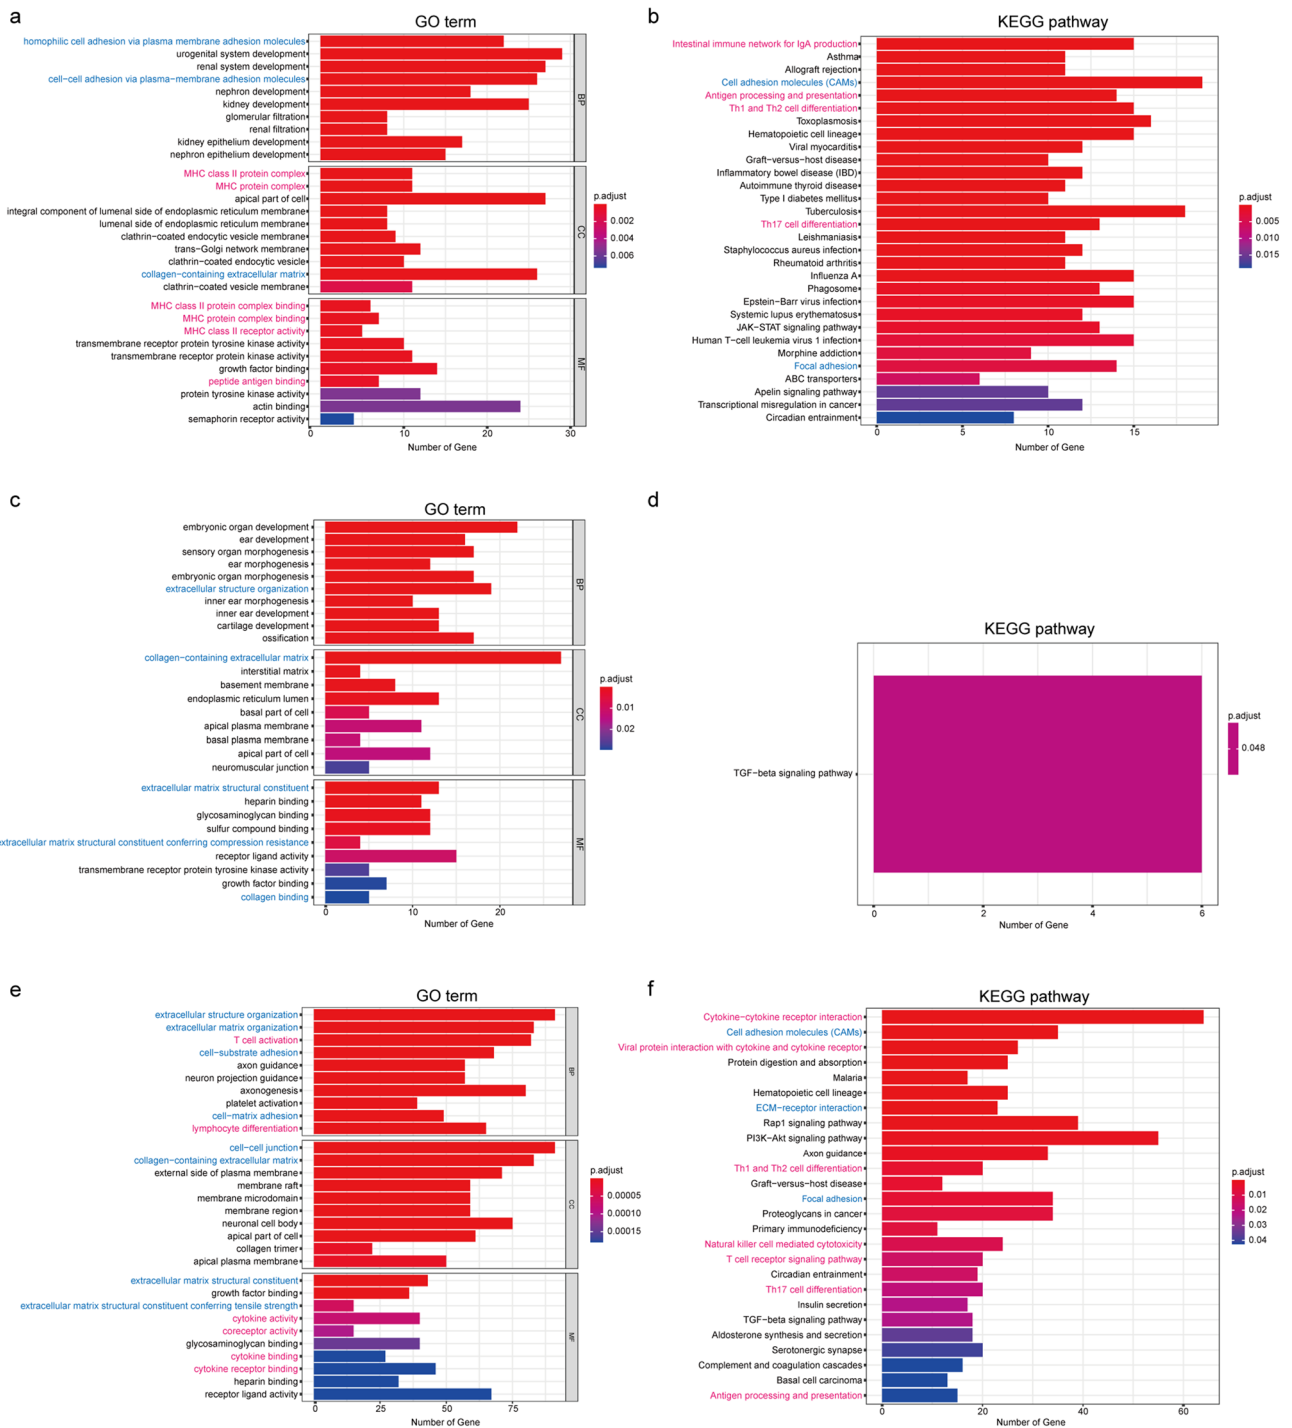 a
GO term
homophilic cell adhesion via plasma membrane adhesion molecules
urogenital system development
renal system development
cell−cell adhesion via plasma−membrane adhesion molecules
nephron development
kidney development
glomerular filtration
renal filtration
kidney epithelium development
nephron epithelium development
BP
MHC class II protein complex
MHC protein complex
apical part of cell
integral component of lumenal side of endoplasmic reticulum membrane
lumenal side of endoplasmic reticulum membrane
clathrin−coated endocytic vesicle membrane
trans−Golgi network membrane
clathrin−coated endocytic vesicle
collagen−containing extracellular matrix
clathrin−coated vesicle membrane
CC
MHC class II protein complex binding
MHC protein complex binding
MHC class II receptor activity
transmembrane receptor protein tyrosine kinase activity
transmembrane receptor protein kinase activity
growth factor binding
peptide antigen binding
protein tyrosine kinase activity
actin binding
semaphorin receptor activity
MF
0 10 20 30
Number of Gene
p.adjust
0.002
0.004
0.006
b
KEGG pathway
Intestinal immune network for IgA production
Asthma
Allograft rejection
Cell adhesion molecules (CAMs)
Antigen processing and presentation
Th1 and Th2 cell differentiation
Toxoplasmosis
Hematopoietic cell lineage
Viral myocarditis
Graft−versus−host disease
Inflammatory bowel disease (IBD)
Autoimmune thyroid disease
Type I diabetes mellitus
Tuberculosis
Th17 cell differentiation
Leishmaniasis
Staphylococcus aureus infection
Rheumatoid arthritis
Influenza A
Phagosome
Epstein−Barr virus infection
Systemic lupus erythematosus
JAK−STAT signaling pathway
Human T−cell leukemia virus 1 infection
Morphine addiction
Focal adhesion
ABC transporters
Apelin signaling pathway
Transcriptional misregulation in cancer
Circadian entrainment
0 5 10 15
Number of Gene
p.adjust
0.005
0.010
0.015
c
GO term
embryonic organ development
ear development
sensory organ morphogenesis
ear morphogenesis
embryonic organ morphogenesis
extracellular structure organization
inner ear morphogenesis
inner ear development
cartilage development
ossification
BP
collagen−containing extracellular matrix
interstitial matrix
basement membrane
endoplasmic reticulum lumen
basal part of cell
apical plasma membrane
basal plasma membrane
apical part of cell
neuromuscular junction
CC
extracellular matrix structural constituent
heparin binding
glycosaminoglycan binding
sulfur compound binding
extracellular matrix structural constituent conferring compression resistance
receptor ligand activity
transmembrane receptor protein tyrosine kinase activity
growth factor binding
collagen binding
MF
0 10 20
Number of Gene
p.adjust
0.01
0.02
d
KEGG pathway
TGF−beta signaling pathway
0 2 4 6
Number of Gene
p.adjust
0.048
e
GO term
extracellular structure organization
extracellular matrix organization
T cell activation
cell−substrate adhesion
axon guidance
neuron projection guidance
axonogenesis
platelet activation
cell−matrix adhesion
lymphocyte differentiation
BP
cell−cell junction
collagen−containing extracellular matrix
external side of plasma membrane
membrane raft
membrane microdomain
membrane region
neuronal cell body
apical part of cell
collagen trimer
apical plasma membrane
CC
extracellular matrix structural constituent
growth factor binding
extracellular matrix structural constituent conferring tensile strength
cytokine activity
coreceptor activity
glycosaminoglycan binding
cytokine binding
cytokine receptor binding
heparin binding
receptor ligand activity
MF
0 25 50 75
Number of Gene
p.adjust
0.00005
0.00010
0.00015
f
KEGG pathway
Cytokine−cytokine receptor interaction
Cell adhesion molecules (CAMs)
Viral protein interaction with cytokine and cytokine receptor
Protein digestion and absorption
Malaria
Hematopoietic cell lineage
ECM−receptor interaction
Rap1 signaling pathway
PI3K−Akt signaling pathway
Axon guidance
Th1 and Th2 cell differentiation
Graft−versus−host disease
Focal adhesion
Proteoglycans in cancer
Primary immunodeficiency
Natural killer cell mediated cytotoxicity
T cell receptor signaling pathway
Circadian entrainment
Th17 cell differentiation
Insulin secretion
TGF−beta signaling pathway
Aldosterone synthesis and secretion
Serotonergic synapse
Complement and coagulation cascades
Basal cell carcinoma
Antigen processing and presentation
0 20 40 60
Number of Gene
p.adjust
0.01
0.02
0.03
0.04